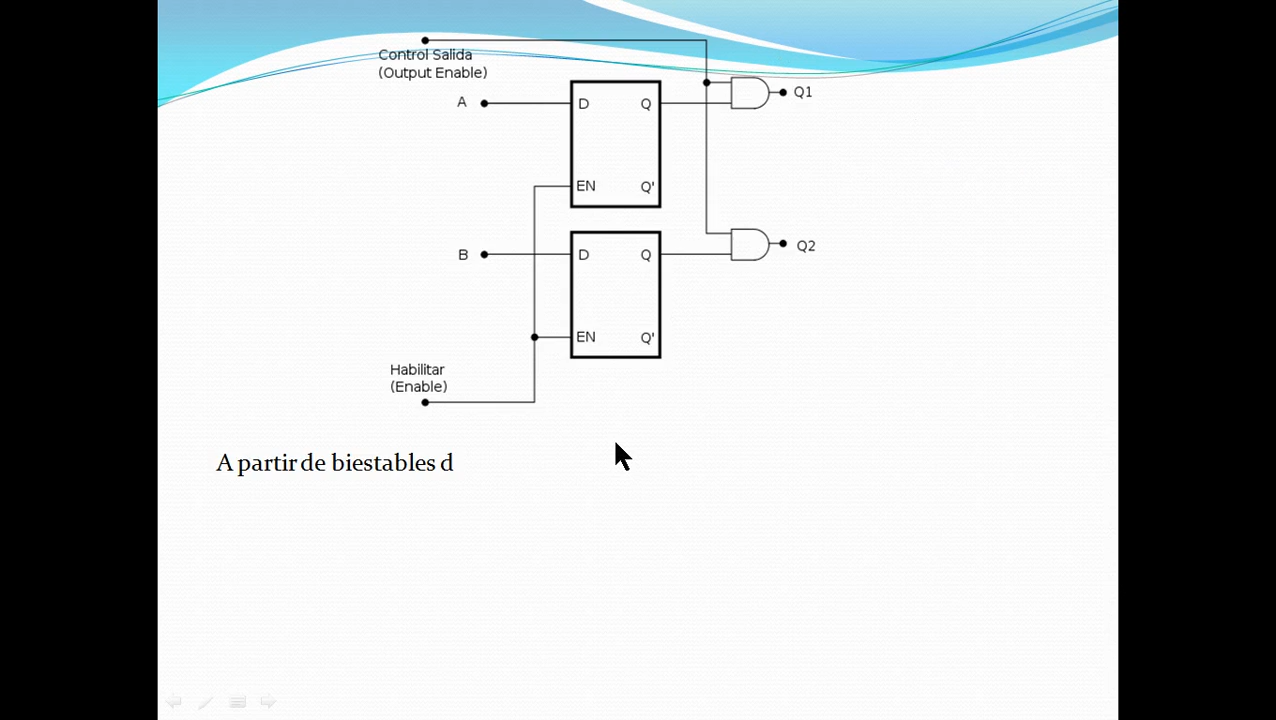 Control Salida
(Output Enable)
A
D
Q
Q1
EN
Q'
B
D
Q
Q2
EN
Q'
Habilitar
(Enable)
A partir de biestables d